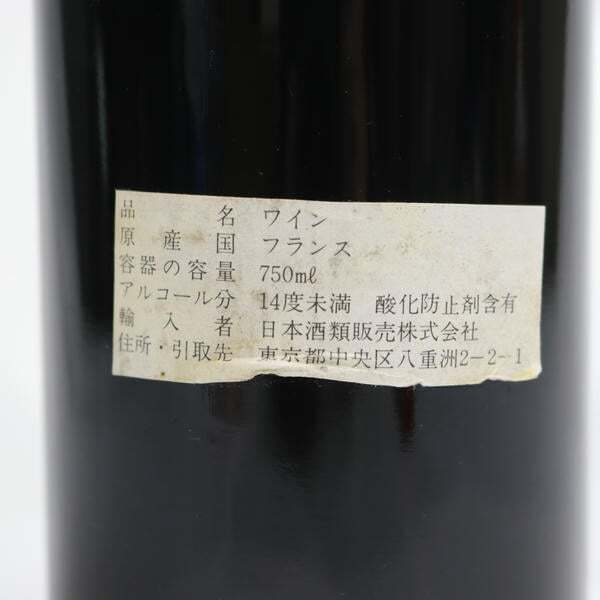 品名 ワイン
原産国 フランス
容器の容量 750mℓ
アルコール分 14度未満 酸化防止剤含有
輸入者 日本酒類販売株式会社
住所・引取先 東京都中央区八重洲2-2-1